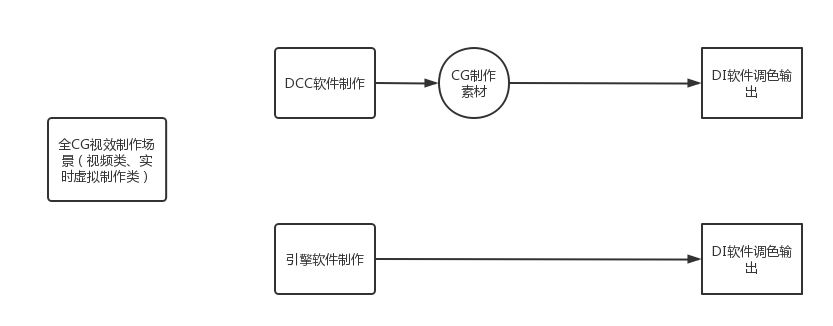 DCC软件制作
CG制作
素材
DI软件调色输
出
全CG视效制作场
景（视频类、实
时虚拟制作类）
引擎软件制作
DI软件调色输
出